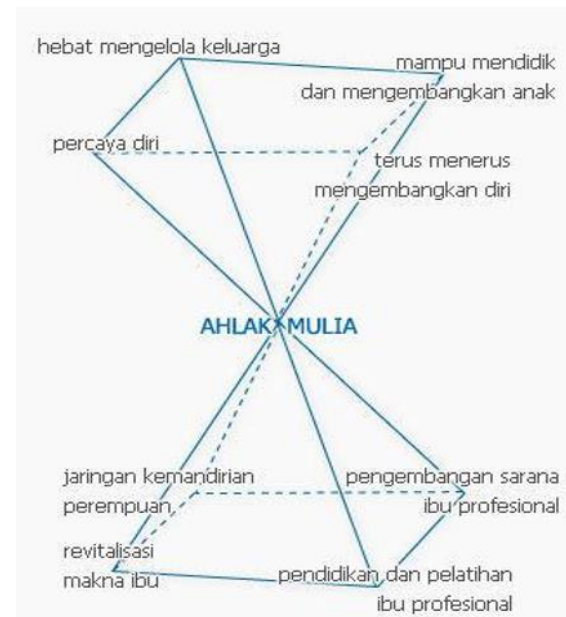 hebat mengelola keluarga
mampu mendidik
dan mengembangkan anak
percaya diri
terus menerus
mengembangkan diri
AHLAK MULIA
jaringan kemandirian
perempuan
pengembangan sarana
ibu profesional
revitalisasi
makna ibu
pendidikan dan pelatihan
ibu profesional